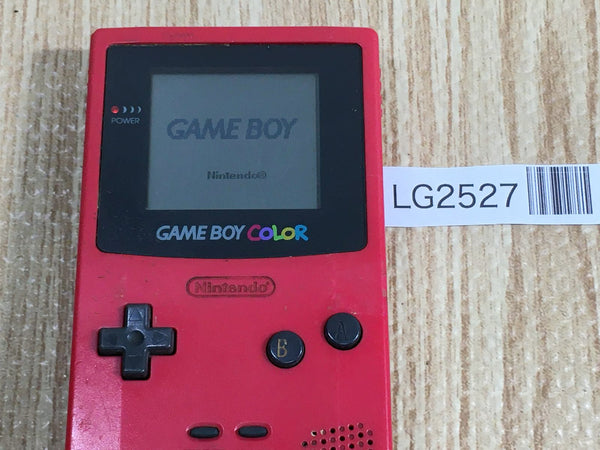 POWER
GAME BOY
Nintendo®
GAME BOY COLOR
Nintendo®
B
A
LG2527